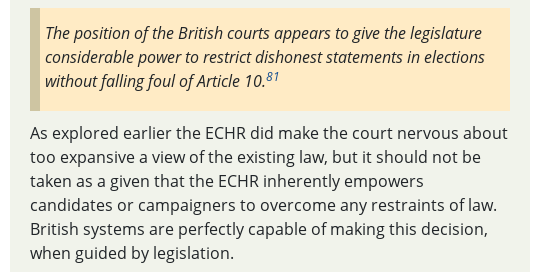 The position of the British courts appears to give the legislature
considerable power to restrict dishonest statements in elections
without falling foul of Article 10.81
As explored earlier the ECHR did make the court nervous about
too expansive a view of the existing law, but it should not be
taken as a given that the ECHR inherently empowers
candidates or campaigners to overcome any restraints of law.
British systems are perfectly capable of making this decision,
when guided by legislation.